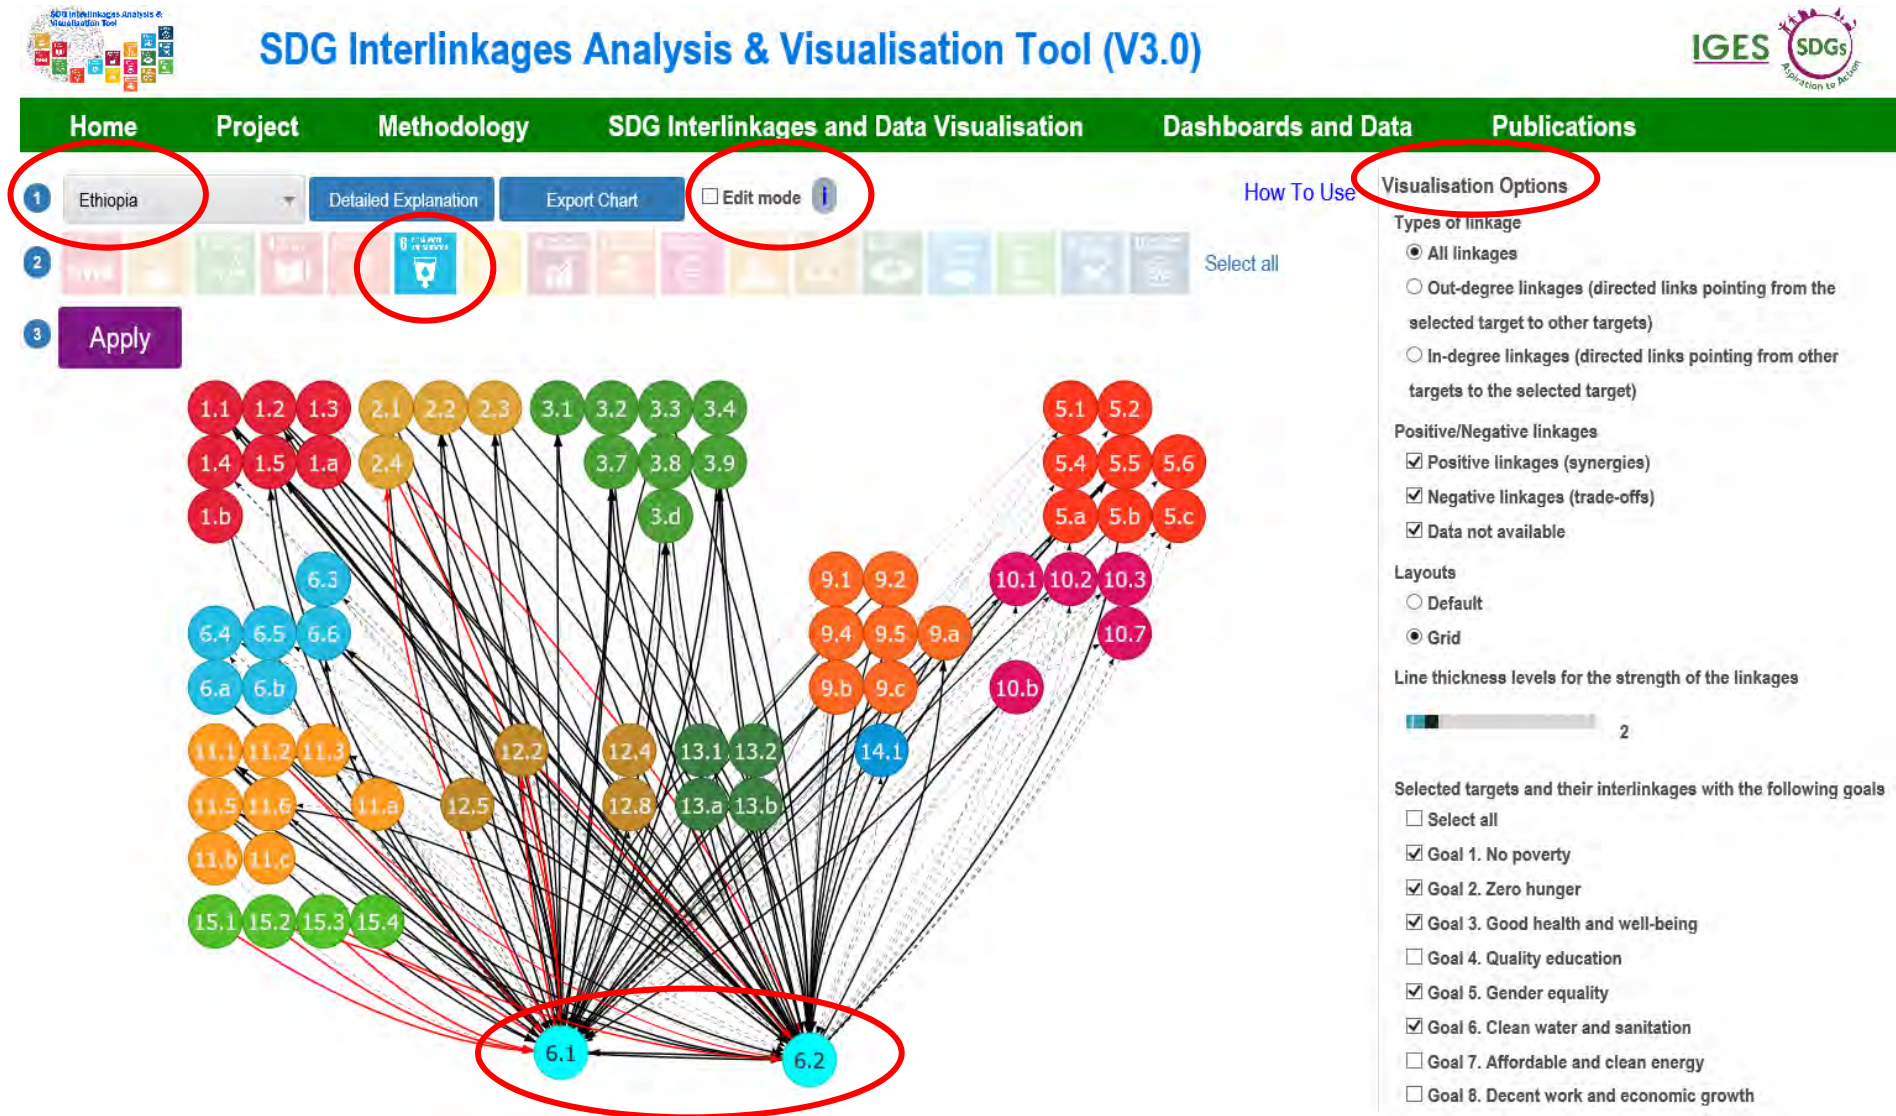 SDG Interlinkages Analysis &
Visualisation Tool
SDG Interlinkages Analysis & Visualisation Tool (V3.0)
IGES
SDGs
Aspiration to Action
Home Project Methodology SDG Interlinkages and Data Visualisation Dashboards and Data Publications
1 Ethiopia Detailed Explanation Export Chart Edit mode i How To Use
2 6 Select all
3 Apply
1.1 1.2 1.3 2.1 2.2 2.3 3.1 3.2 3.3 3.4 5.1 5.2
1.4 1.5 1.a 2.4 3.7 3.8 3.9 5.4 5.5 5.6
1.b 3.d 5.a 5.b 5.c
6.3 9.1 9.2 10.1 10.2 10.3
6.4 6.5 6.6 9.4 9.5 9.a 10.7
6.a 6.b 9.b 9.c 10.b
11.1 11.2 11.3 12.2 12.4 13.1 13.2 14.1
11.5 11.6 11.a 12.5 12.8 13.a 13.b
11.b 11.c
15.1 15.2 15.3 15.4
6.1 6.2
Visualisation Options
Types of linkage
All linkages
Out-degree linkages (directed links pointing from the
selected target to other targets)
In-degree linkages (directed links pointing from other
targets to the selected target)
Positive/Negative linkages
Positive linkages (synergies)
Negative linkages (trade-offs)
Data not available
Layouts
Default
Grid
Line thickness levels for the strength of the linkages
2
Selected targets and their interlinkages with the following goals
Select all
Goal 1. No poverty
Goal 2. Zero hunger
Goal 3. Good health and well-being
Goal 4. Quality education
Goal 5. Gender equality
Goal 6. Clean water and sanitation
Goal 7. Affordable and clean energy
Goal 8. Decent work and economic growth